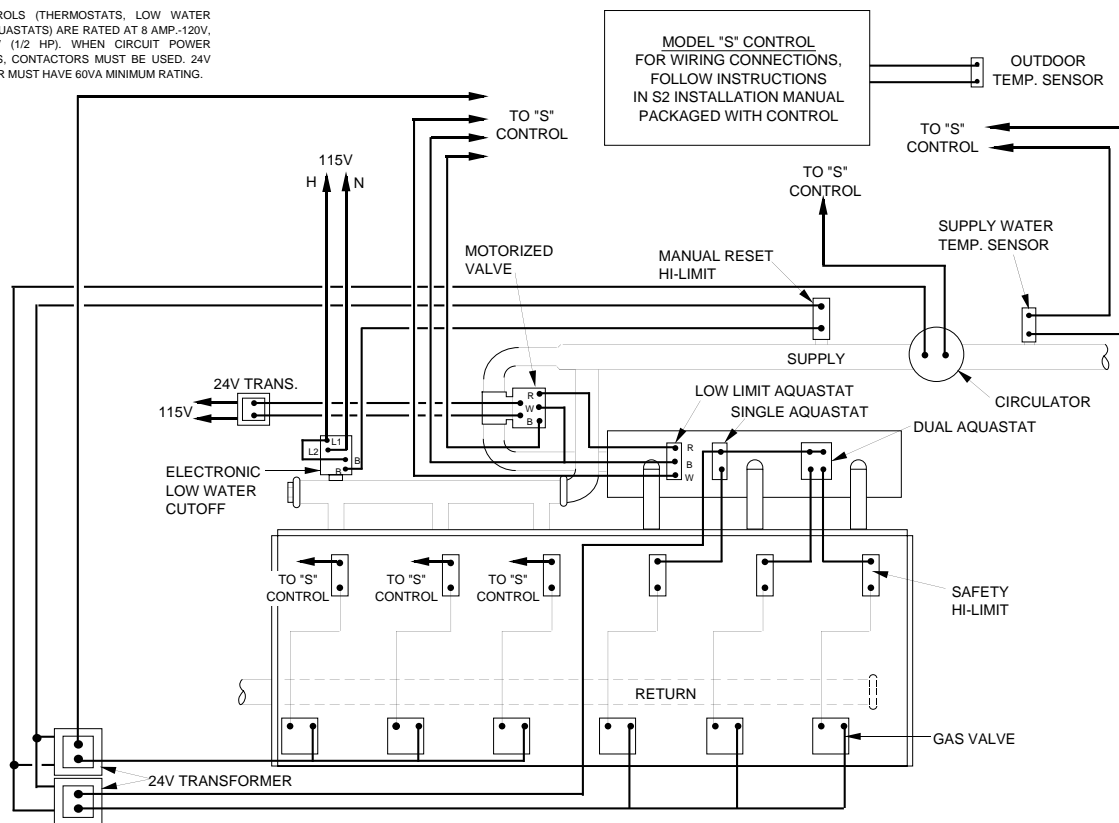 ROLS (THERMOSTATS, LOW WATER
UASTATS) ARE RATED AT 8 AMP.-120V,
(1/2 HP). WHEN CIRCUIT POWER
S, CONTACTORS MUST BE USED. 24V
R MUST HAVE 60VA MINIMUM RATING.
MODEL "S" CONTROL
FOR WIRING CONNECTIONS,
FOLLOW INSTRUCTIONS
IN S2 INSTALLATION MANUAL
PACKAGED WITH CONTROL
OUTDOOR
TEMP. SENSOR
TO "S"
CONTROL
TO "S"
CONTROL
115V
H N
TO "S"
CONTROL
SUPPLY WATER
TEMP. SENSOR
MOTORIZED
VALVE
MANUAL RESET
HI-LIMIT
SUPPLY
24V TRANS.
115V
R
W
B
LOW LIMIT AQUASTAT
SINGLE AQUASTAT
CIRCULATOR
DUAL AQUASTAT
L1
L2
B
B
R
B
W
ELECTRONIC
LOW WATER
CUTOFF
TO "S"
CONTROL
TO "S"
CONTROL
TO "S"
CONTROL
SAFETY
HI-LIMIT
RETURN
GAS VALVE
24V TRANSFORMER